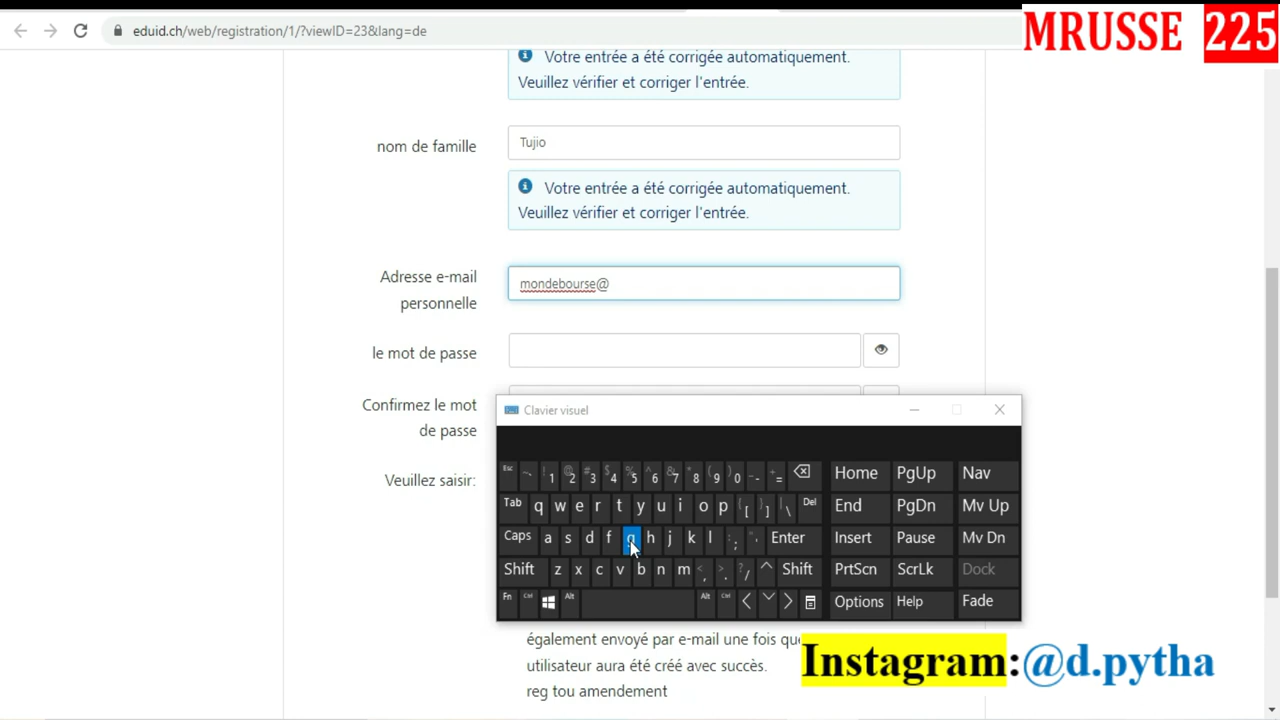 eduid.ch/web/registration/1/?viewID=23&lang=de
MRUSSE 225
Votre entrée a été corrigée automatiquement.
Veuillez vérifier et corriger l'entrée.
nom de famille
Tujio
Votre entrée a été corrigée automatiquement.
Veuillez vérifier et corriger l'entrée.
Adresse e-mail
personnelle
mondebourse@
le mot de passe
Confirmez le mot
de passe
Veuillez saisir:
Clavier visuel
Esc ~ ` ! 1 @ 2 # 3 $ 4 % 5 ^ 6 & 7 * 8 ( 9 ) 0 _ - + = Home PgUp Nav
Tab q w e r t y u i o p { [ } ] | \ Del End PgDn Mv Up
Caps a s d f g h j k l : ; " ' Enter Insert Pause Mv Dn
Shift z x c v b n m < , > . ? / ^ Shift PrtScn ScrLk Dock
Fn Ctrl Alt Alt Ctrl Options Help Fade
également envoyé par e-mail une fois que
utilisateur aura été créé avec succès.
reg tou amendement
Instagram:@d.pytha